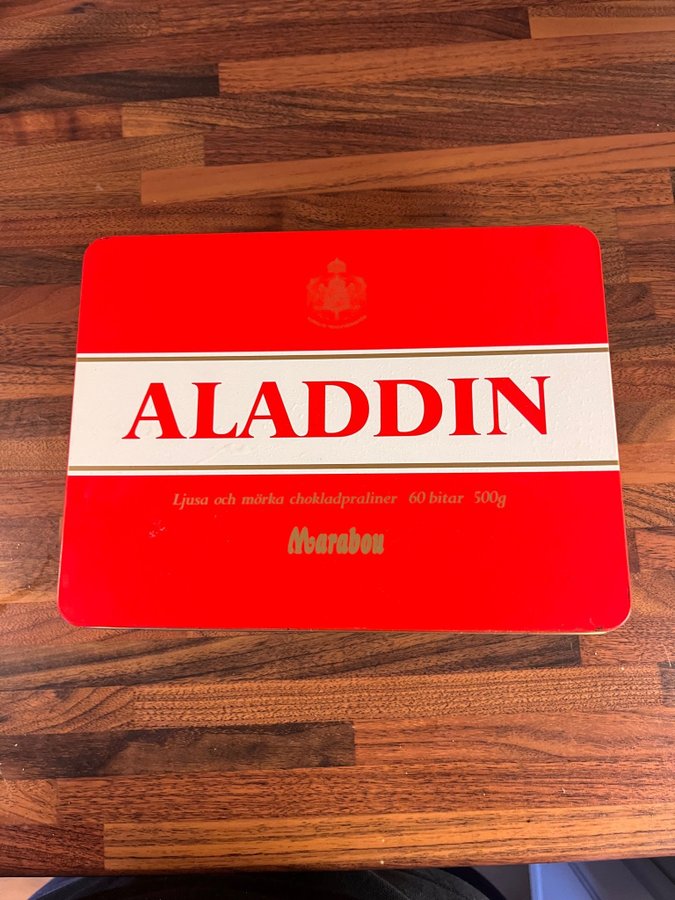 ALADDIN
Ljusa och mörka chokladpraliner 60 bitar 500g
Marabou